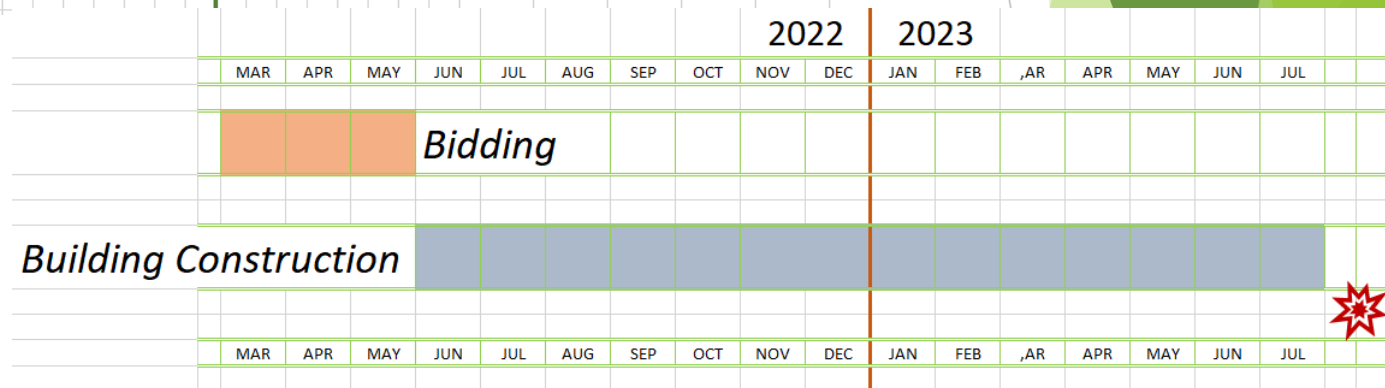 2022 2023
MAR APR MAY JUN JUL AUG SEP OCT NOV DEC JAN FEB ,AR APR MAY JUN JUL
Bidding
Building Construction
MAR APR MAY JUN JUL AUG SEP OCT NOV DEC JAN FEB ,AR APR MAY JUN JUL